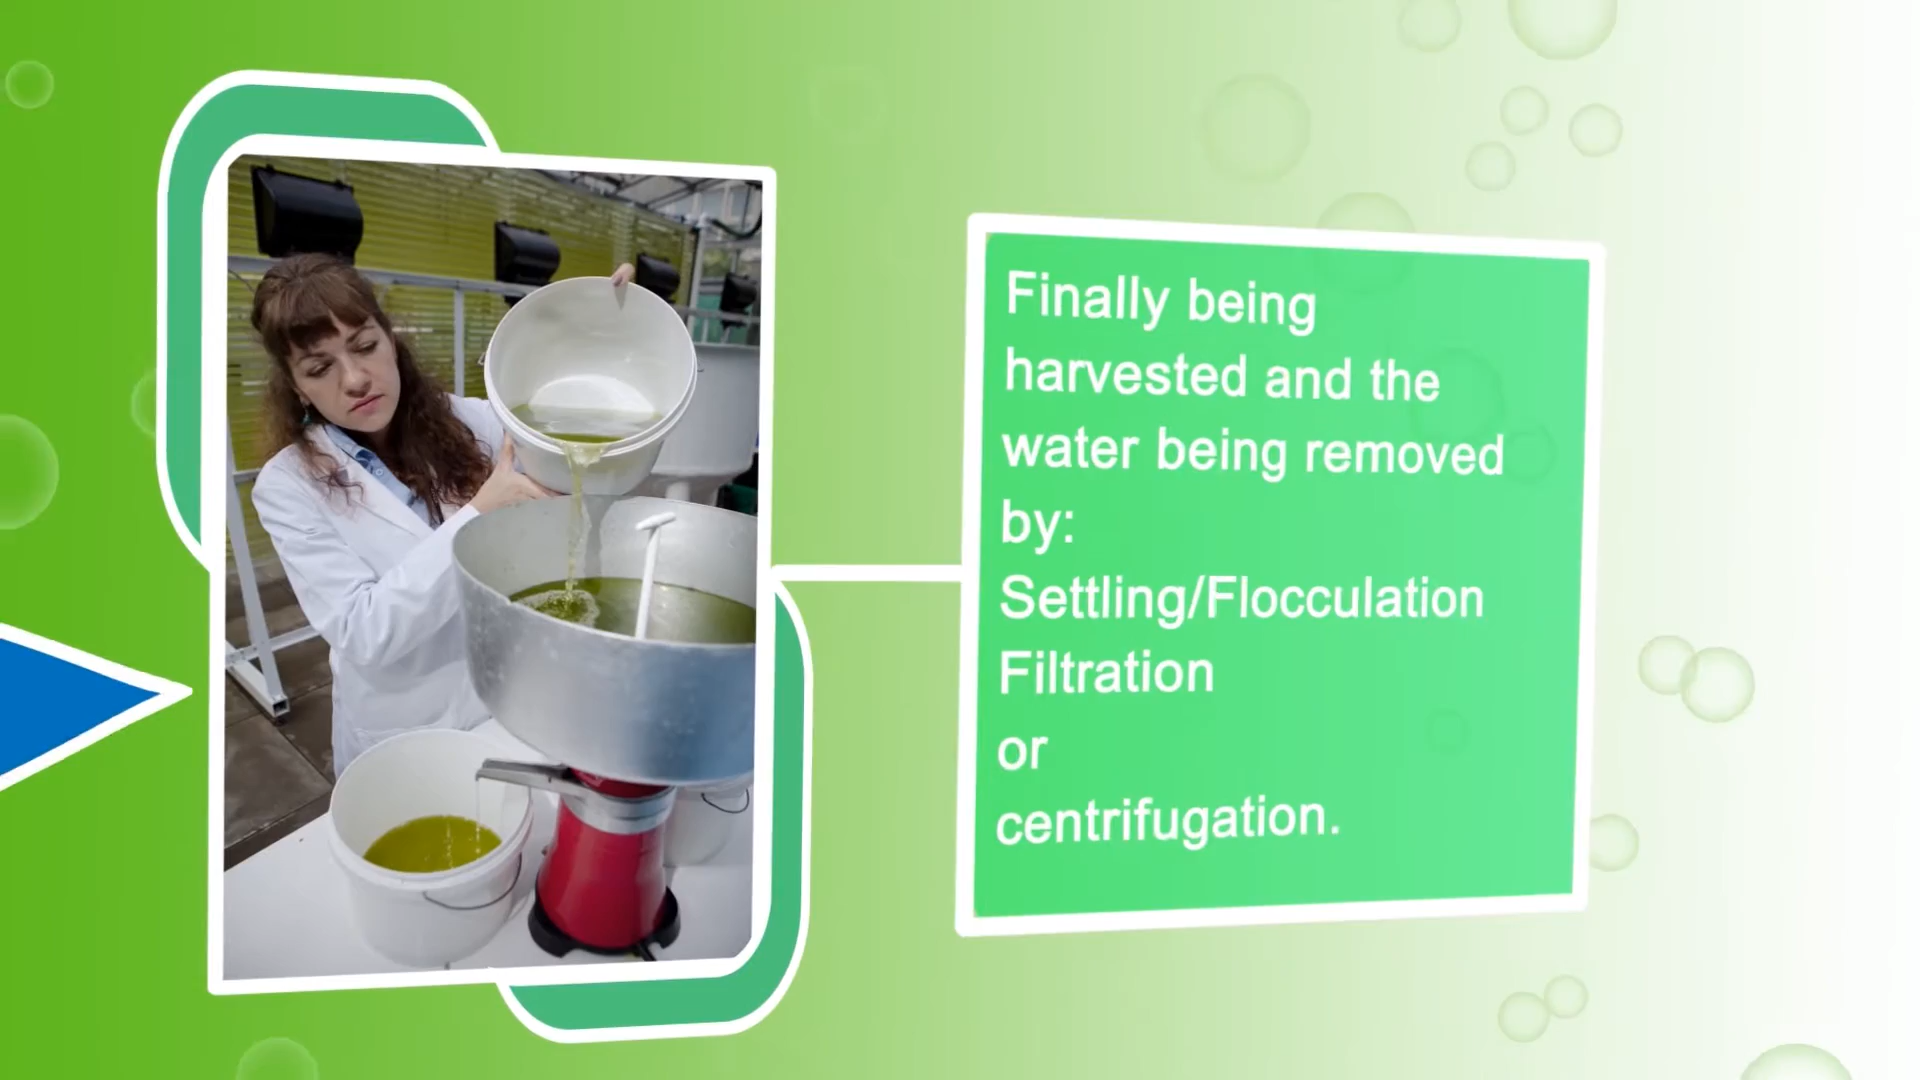 Finally being
harvested and the
water being removed
by:
Settling/Flocculation
Filtration
or
centrifugation.